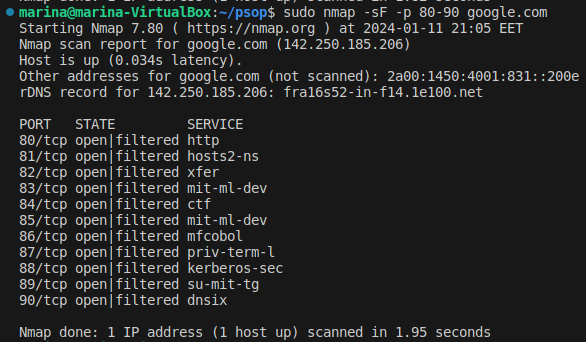 marina@marina-VirtualBox:~/psop$ sudo nmap -sF -p 80-90 google.com
Starting Nmap 7.80 ( https://nmap.org ) at 2024-01-11 21:05 EET
Nmap scan report for google.com (142.250.185.206)
Host is up (0.034s latency).
Other addresses for google.com (not scanned): 2a00:1450:4001:831::200e
rDNS record for 142.250.185.206: fra16s52-in-f14.1e100.net
PORT   STATE         SERVICE
80/tcp open|filtered http
81/tcp open|filtered hosts2-ns
82/tcp open|filtered xfer
83/tcp open|filtered mit-ml-dev
84/tcp open|filtered ctf
85/tcp open|filtered mit-ml-dev
86/tcp open|filtered mfcobol
87/tcp open|filtered priv-term-l
88/tcp open|filtered kerberos-sec
89/tcp open|filtered su-mit-tg
90/tcp open|filtered dnsix
Nmap done: 1 IP address (1 host up) scanned in 1.95 seconds